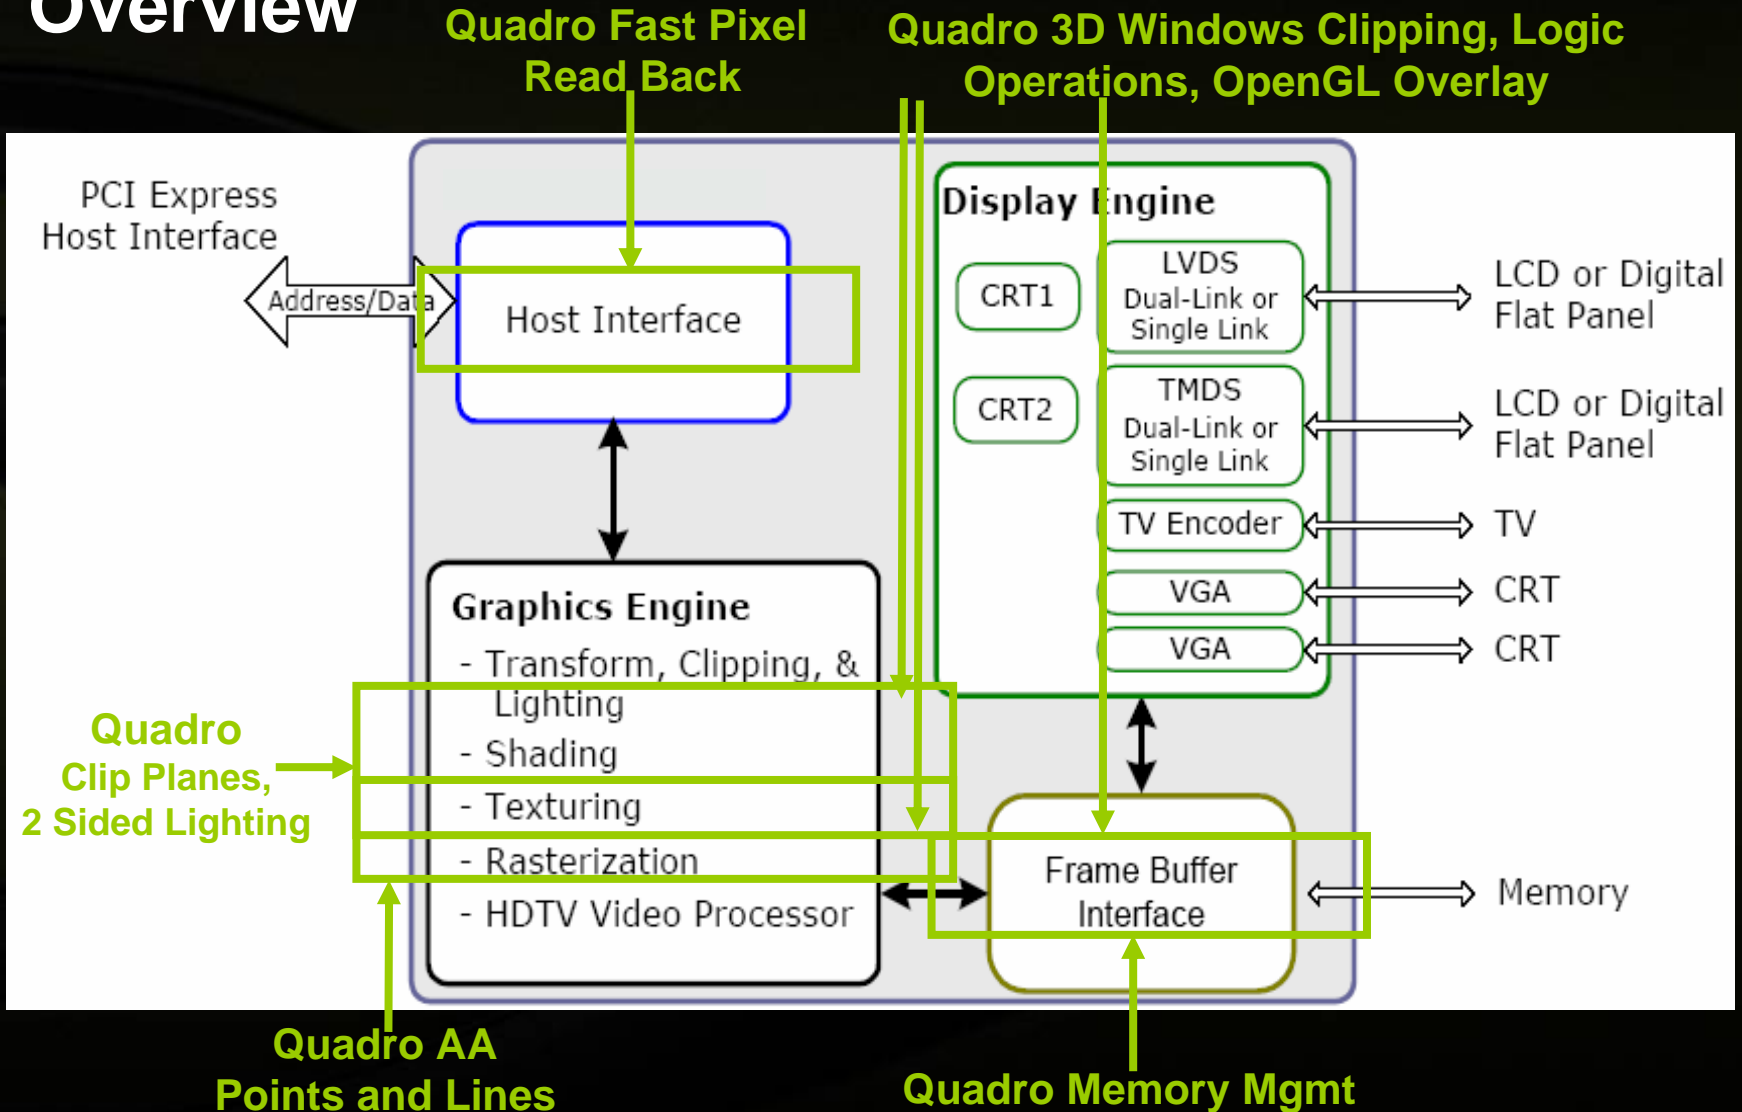 Overview
Quadro Fast Pixel
Read Back
Quadro 3D Windows Clipping, Logic
Operations, OpenGL Overlay
PCI Express
Host Interface
Address/Data
Host Interface
Display Engine
CRT1
LVDS
Dual-Link or
Single Link
LCD or Digital
Flat Panel
CRT2
TMDS
Dual-Link or
Single Link
LCD or Digital
Flat Panel
TV Encoder
TV
VGA
CRT
VGA
CRT
Graphics Engine
- Transform, Clipping, &
Lighting
- Shading
- Texturing
- Rasterization
- HDTV Video Processor
Quadro
Clip Planes,
2 Sided Lighting
Frame Buffer
Interface
Memory
Quadro AA
Points and Lines
Quadro Memory Mgmt